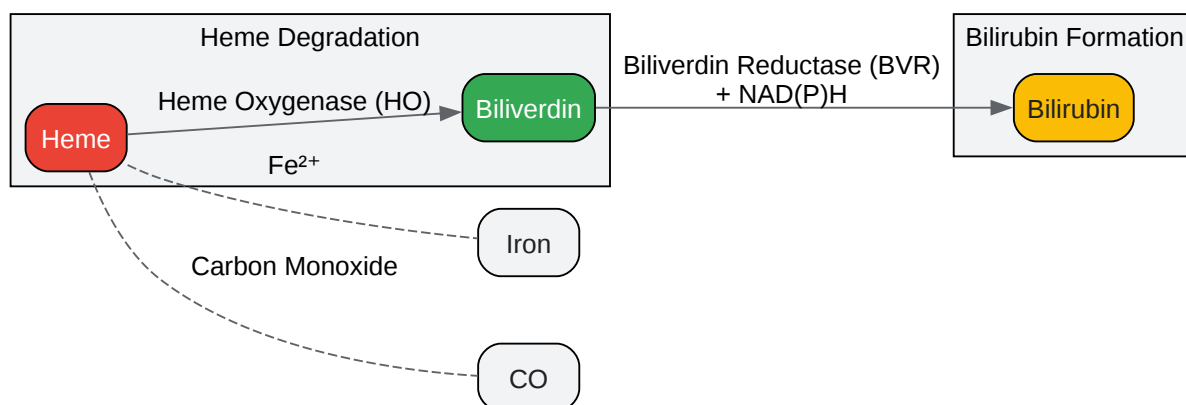 Heme Degradation
Bilirubin Formation
Biliverdin Reductase (BVR)
+ NAD(P)H
Heme Oxygenase (HO)
Biliverdin
Bilirubin
Heme
Fe²⁺
Iron
Carbon Monoxide
CO